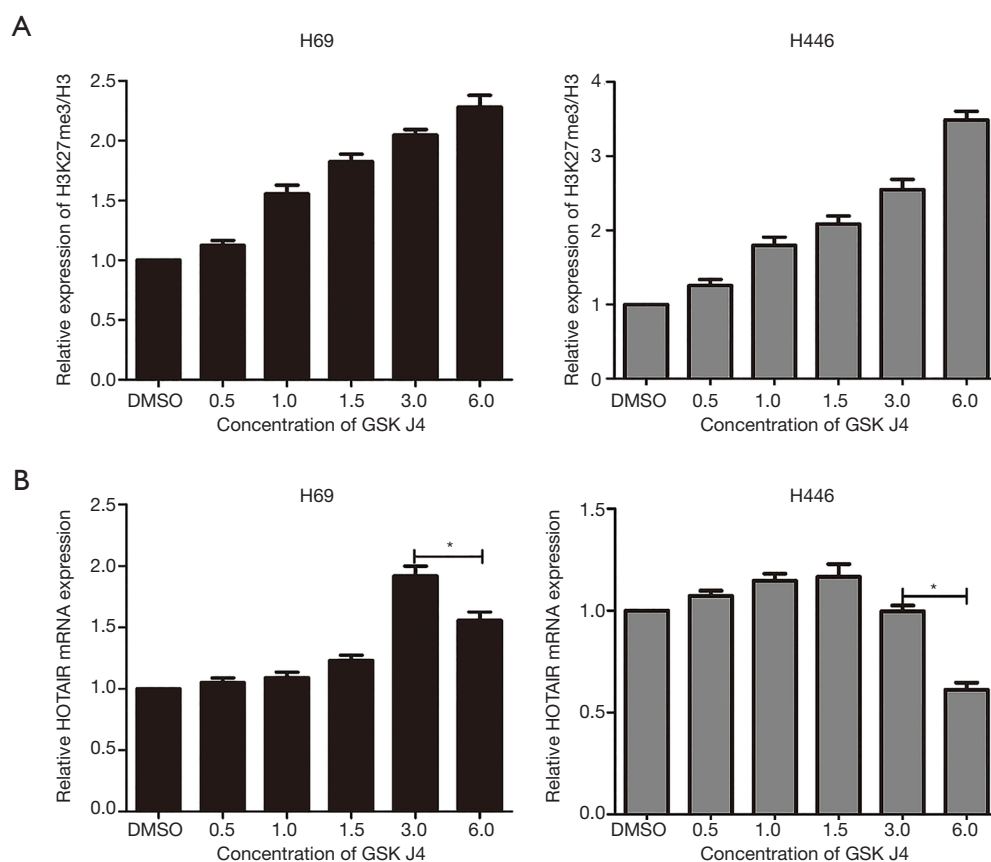 A
H69
H446
Relative expression of H3K27me3/H3
2.5
2.0
1.5
1.0
0.5
0.0
DMSO 0.5 1.0 1.5 3.0 6.0
Concentration of GSK J4
Relative expression of H3K27me3/H3
4
3
2
1
0
DMSO 0.5 1.0 1.5 3.0 6.0
Concentration of GSK J4
B
H69
H446
Relative HOTAIR mRNA expression
2.5
2.0
1.5
1.0
0.5
0.0
*
DMSO 0.5 1.0 1.5 3.0 6.0
Concentration of GSK J4
Relative HOTAIR mRNA expression
1.5
1.0
0.5
0.0
*
DMSO 0.5 1.0 1.5 3.0 6.0
Concentration of GSK J4